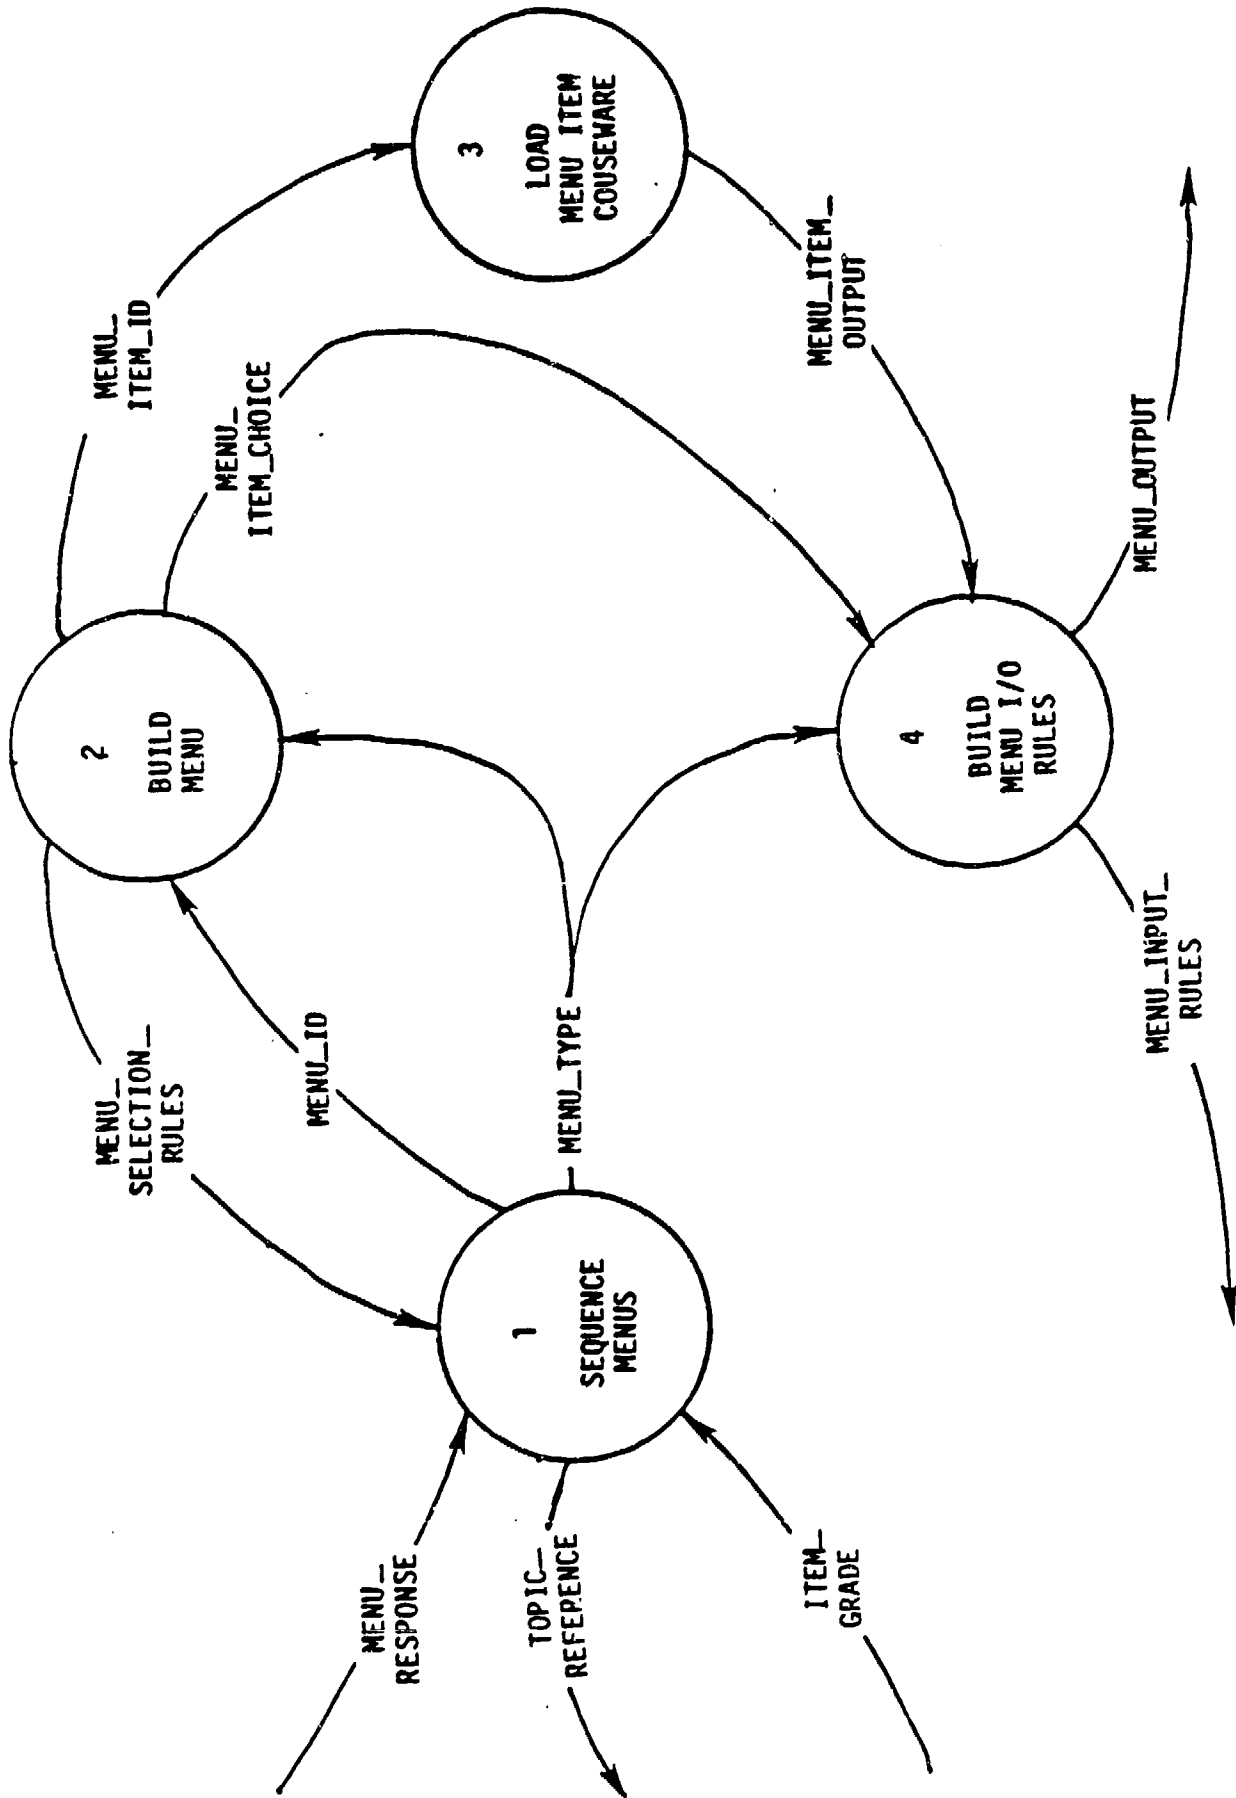 MENU_
RESPONSE
TOPIC_
REFERENCE
ITEM_
GRADE
1
SEQUENCE
MENUS
MENU_
SELECTION_
RULES
MENU_ID
MENU_TYPE
2
BUILD
MENU
MENU_
ITEM_ID
MENU_
ITEM_CHOICE
3
LOAD
MENU ITEM
COUSEWARE
MENU_ITEM_
OUTPUT
4
BUILD
MENU I/O
RULES
MENU_INPUT_
RULES
MENU_OUTPUT